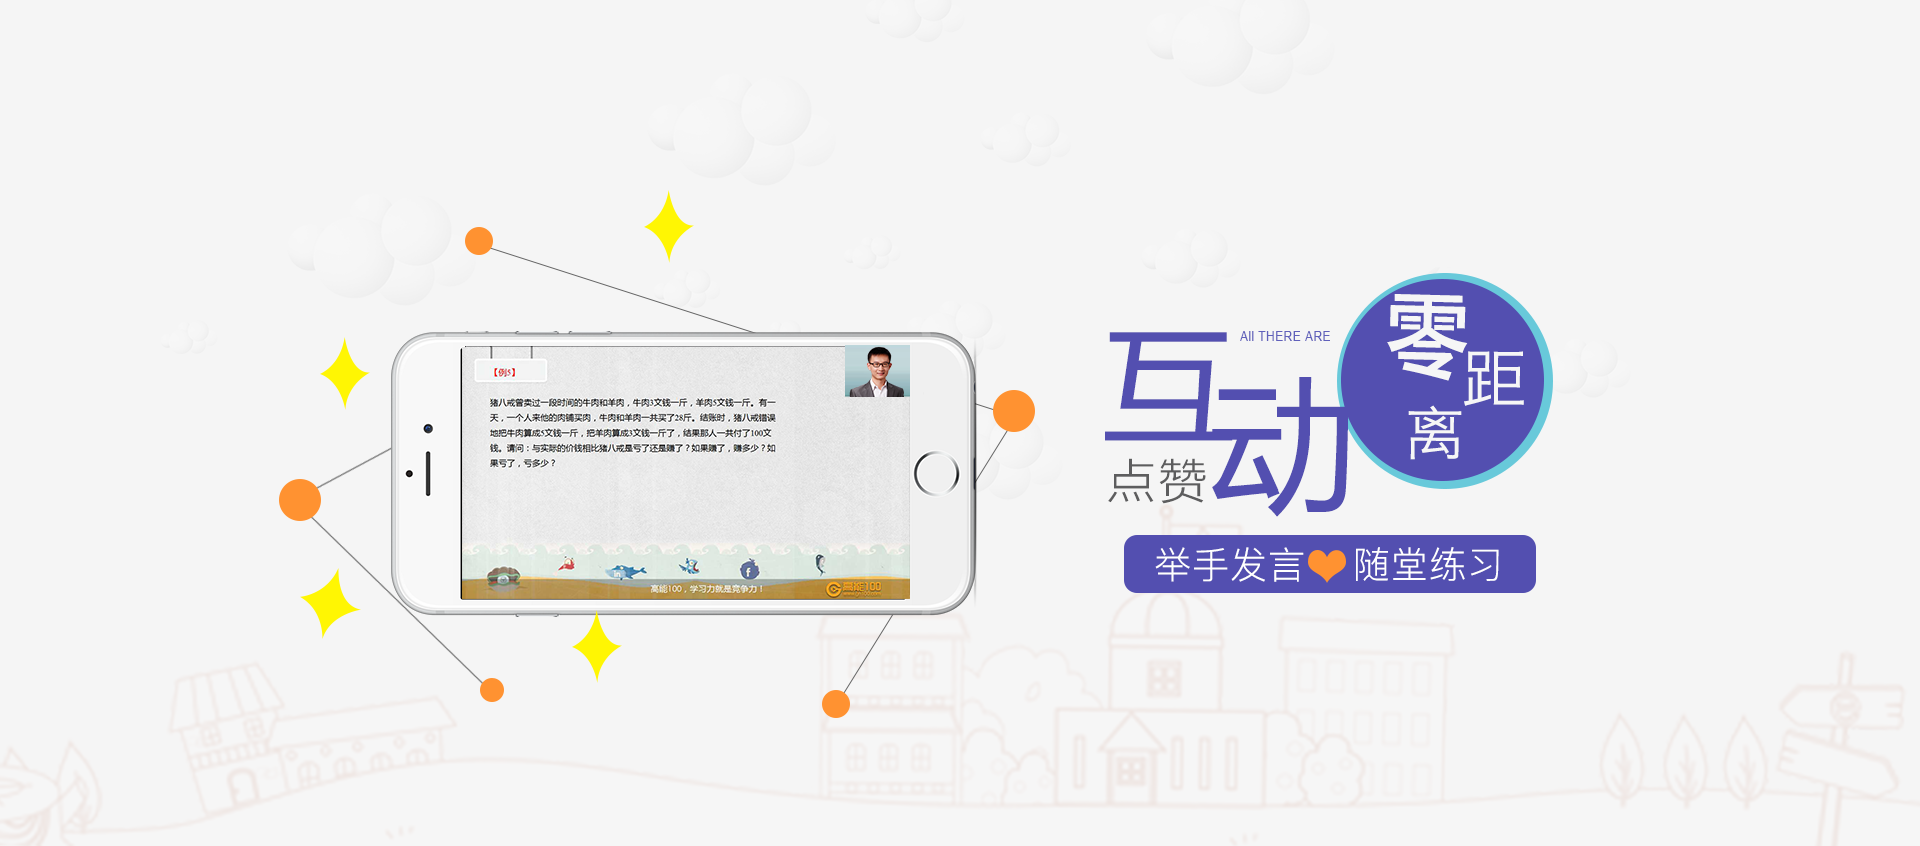 【例5】
猪八戒曾卖过一段时间的牛肉和羊肉，牛肉3文钱一斤，羊肉5文钱一斤。有一
天，一个人来他的肉铺买肉，牛肉和羊肉一共买了28斤。结账时，猪八戒错误
地把牛肉算成5文钱一斤，把羊肉算成3文钱一斤了，结果那人一共付了100文
钱。请问：与实际的价钱相比猪八戒是亏了还是赚了？如果赚了，赚多少？如
果亏了，亏多少？
高能100，学习力就是竞争力！
高能100
All THERE ARE
互动
零距离
点赞
举手发言 随堂练习